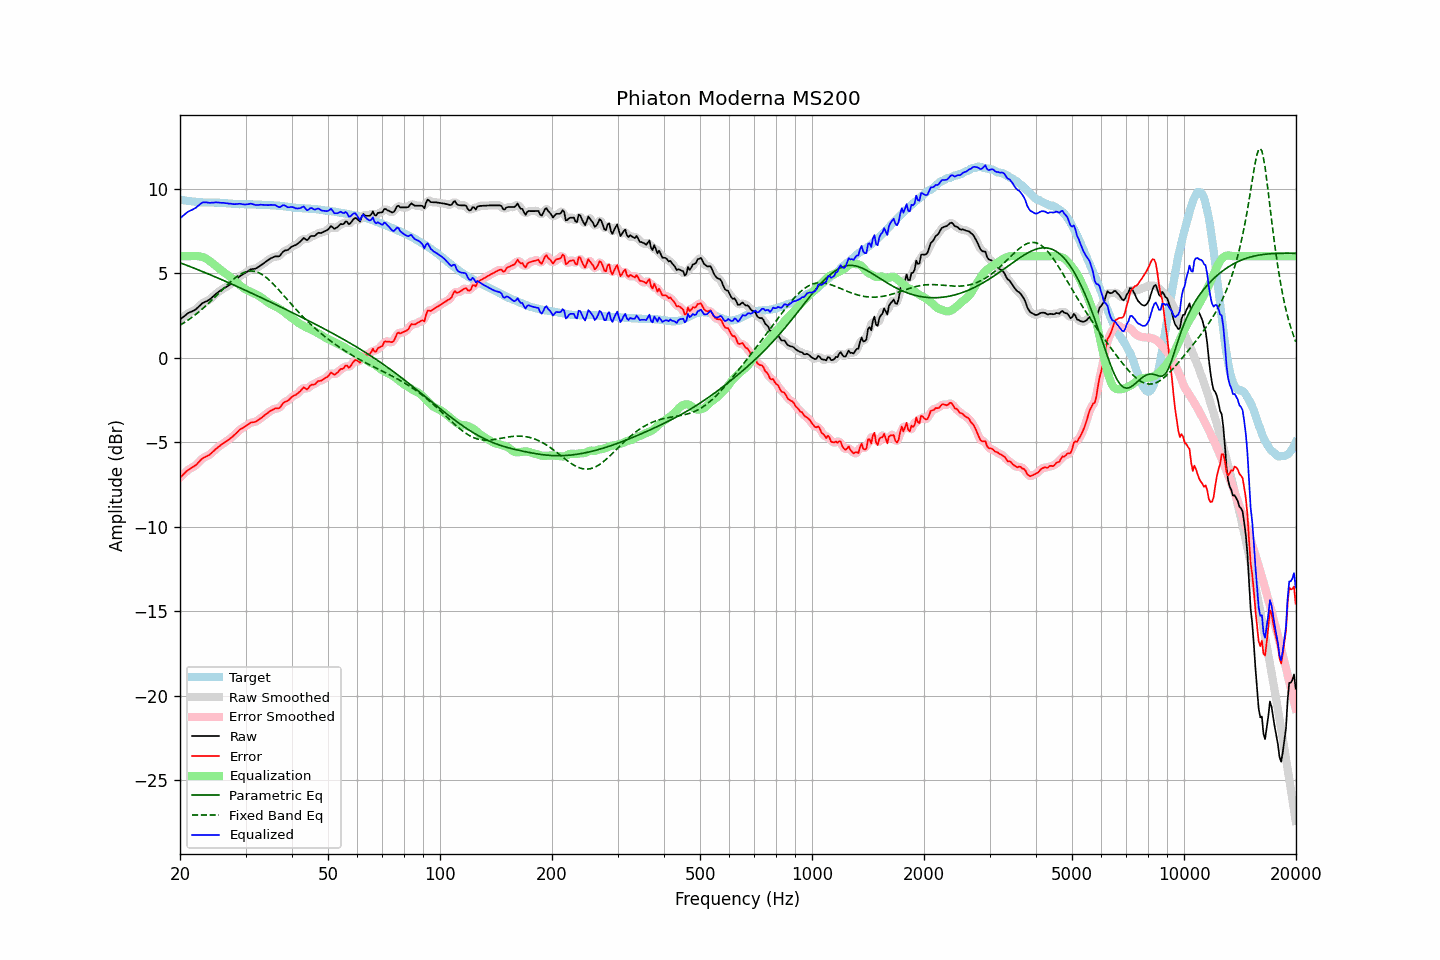 Phiaton Moderna MS200
Amplitude (dBr)
10
5
0
−5
−10
−15
−20
−25
Target
Raw Smoothed
Error Smoothed
Raw
Error
Equalization
Parametric Eq
Fixed Band Eq
Equalized
20 50 100 200 500 1000 2000 5000 10000 20000
Frequency (Hz)